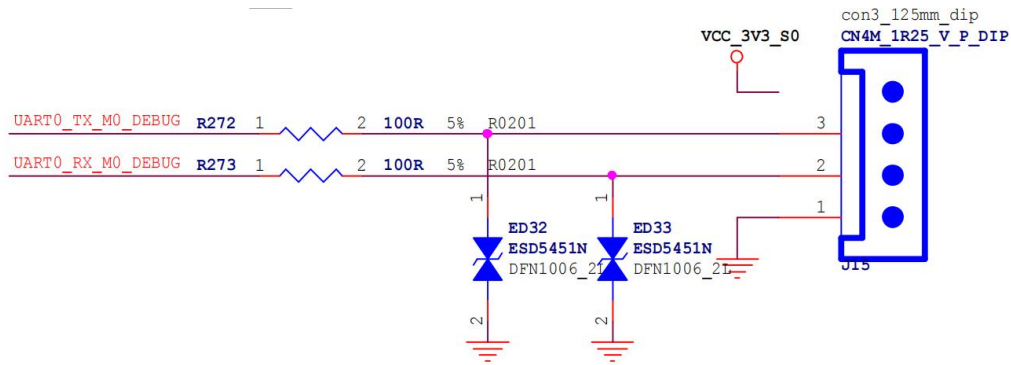 con3_125mm_dip
VCC_3V3_S0 CN4M_1R25_V_P_DIP
UART0_TX_M0_DEBUG R272 1 2 100R 5% R0201 3
UART0_RX_M0_DEBUG R273 1 2 100R 5% R0201 2
1 1 1
ED32 ED33
ESD5451N ESD5451N
DFN1006_2L DFN1006_2L J15
2 2